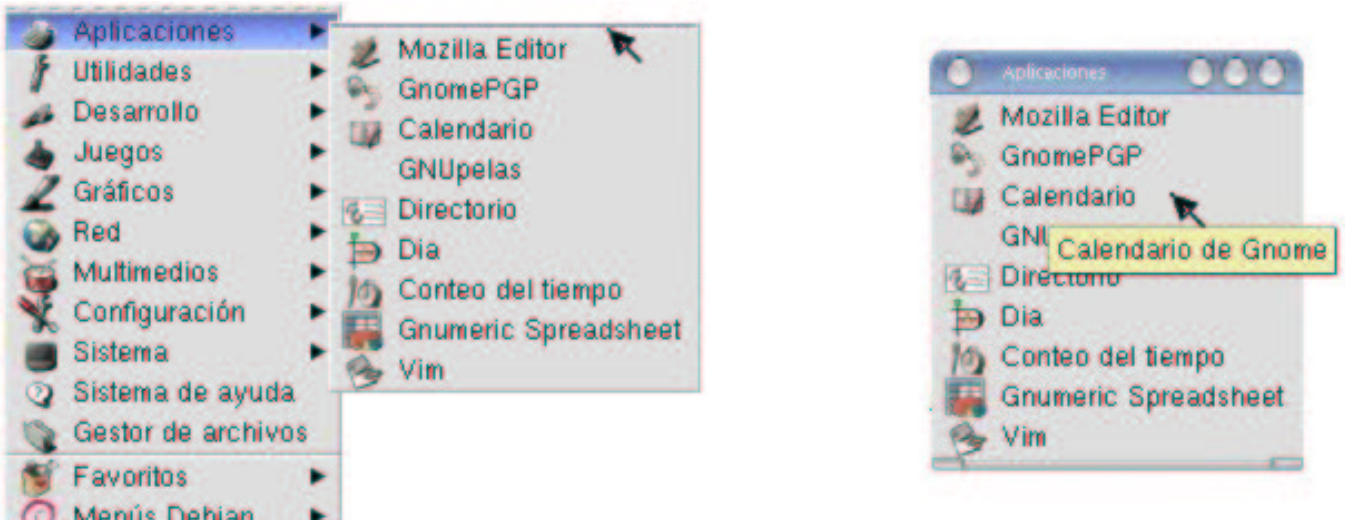 Aplicaciones
Utilidades
Desarrollo
Juegos
Gráficos
Red
Multimedios
Configuración
Sistema
Sistema de ayuda
Gestor de archivos
Favoritos
Menús Debian
Mozilla Editor
GnomePGP
Calendario
GNUpelas
Directorio
Dia
Conteo del tiempo
Gnumeric Spreadsheet
Vim
Aplicaciones
Mozilla Editor
GnomePGP
Calendario
GNU
Calendario de Gnome
Directorio
Dia
Conteo del tiempo
Gnumeric Spreadsheet
Vim